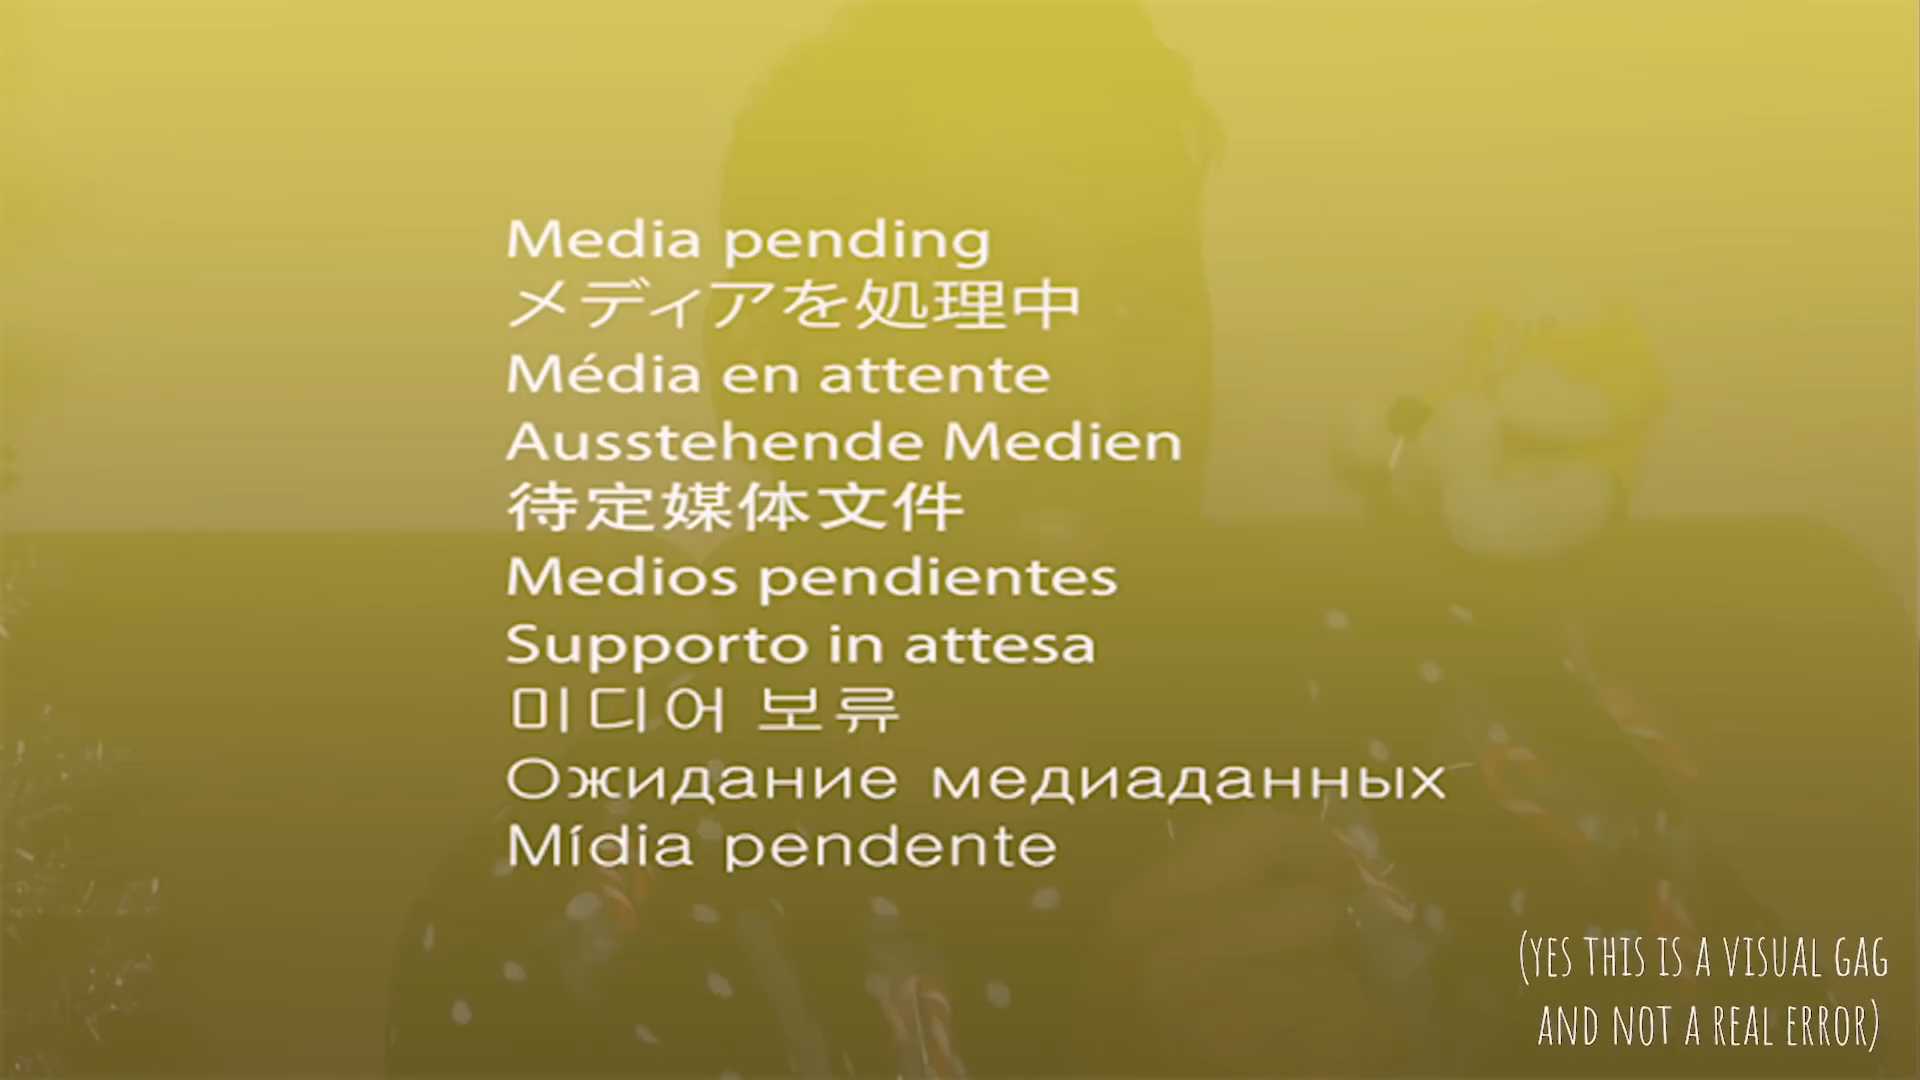 Media pending
メディアを処理中
Média en attente
Ausstehende Medien
待定媒体文件
Medios pendientes
Supporto in attesa
미디어 보류
Ожидание медиаданных
Mídia pendente
(YES THIS IS A VISUAL GAG
AND NOT A REAL ERROR)